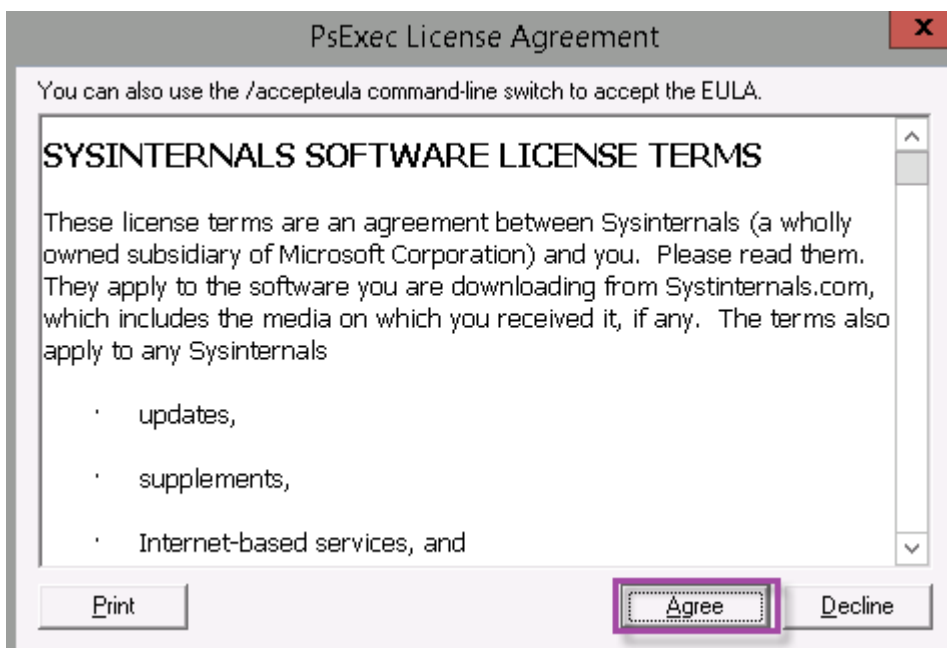 PsExec License Agreement
x
You can also use the /accepteula command-line switch to accept the EULA.
SYSINTERNALS SOFTWARE LICENSE TERMS
These license terms are an agreement between Sysinternals (a wholly
owned subsidiary of Microsoft Corporation) and you.  Please read them.
They apply to the software you are downloading from Systinternals.com,
which includes the media on which you received it, if any.  The terms also
apply to any Sysinternals
· updates,
· supplements,
· Internet-based services, and
Print Agree Decline